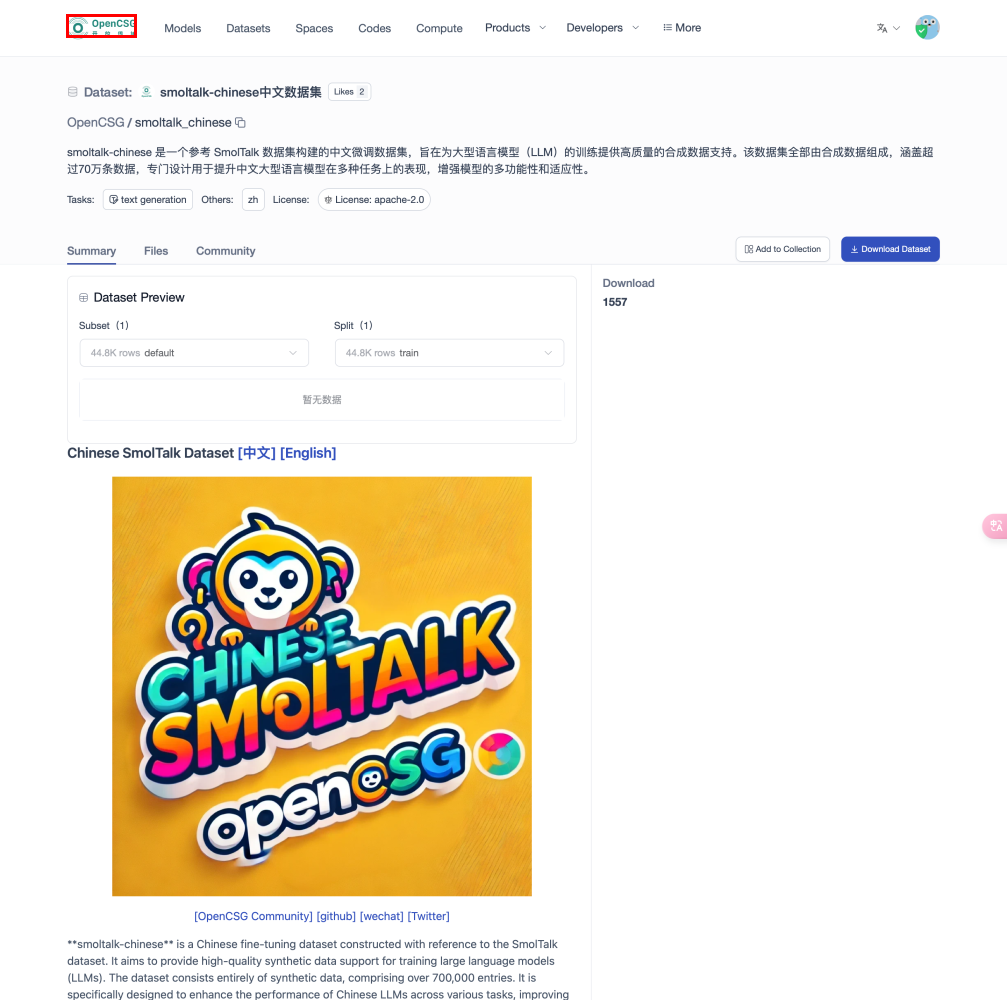 OpenCSG
Models Datasets Spaces Codes Compute Products Developers More
Dataset: smoltalk-chinese中文数据集 Likes 2
OpenCSG / smoltalk_chinese
smoltalk-chinese 是一个参考 SmolTalk 数据集构建的中文微调数据集，旨在为大型语言模型（LLM）的训练提供高质量的合成数据支持。该数据集全部由合成数据组成，涵盖超
过70万条数据，专门设计用于提升中文大型语言模型在多种任务上的表现，增强模型的多功能性和适应性。
Tasks: text generation Others: zh License: License: apache-2.0
Summary Files Community Add to Collection Download Dataset
Dataset Preview
Subset（1） Split（1）
44.8K rows default 44.8K rows train
暂无数据
Download
1557
Chinese SmolTalk Dataset [中文] [English]
CHINESE
SMOLTALK
openCSG
[OpenCSG Community] [github] [wechat] [Twitter]
**smoltalk-chinese** is a Chinese fine-tuning dataset constructed with reference to the SmolTalk
dataset. It aims to provide high-quality synthetic data support for training large language models
(LLMs). The dataset consists entirely of synthetic data, comprising over 700,000 entries. It is
specifically designed to enhance the performance of Chinese LLMs across various tasks, improving